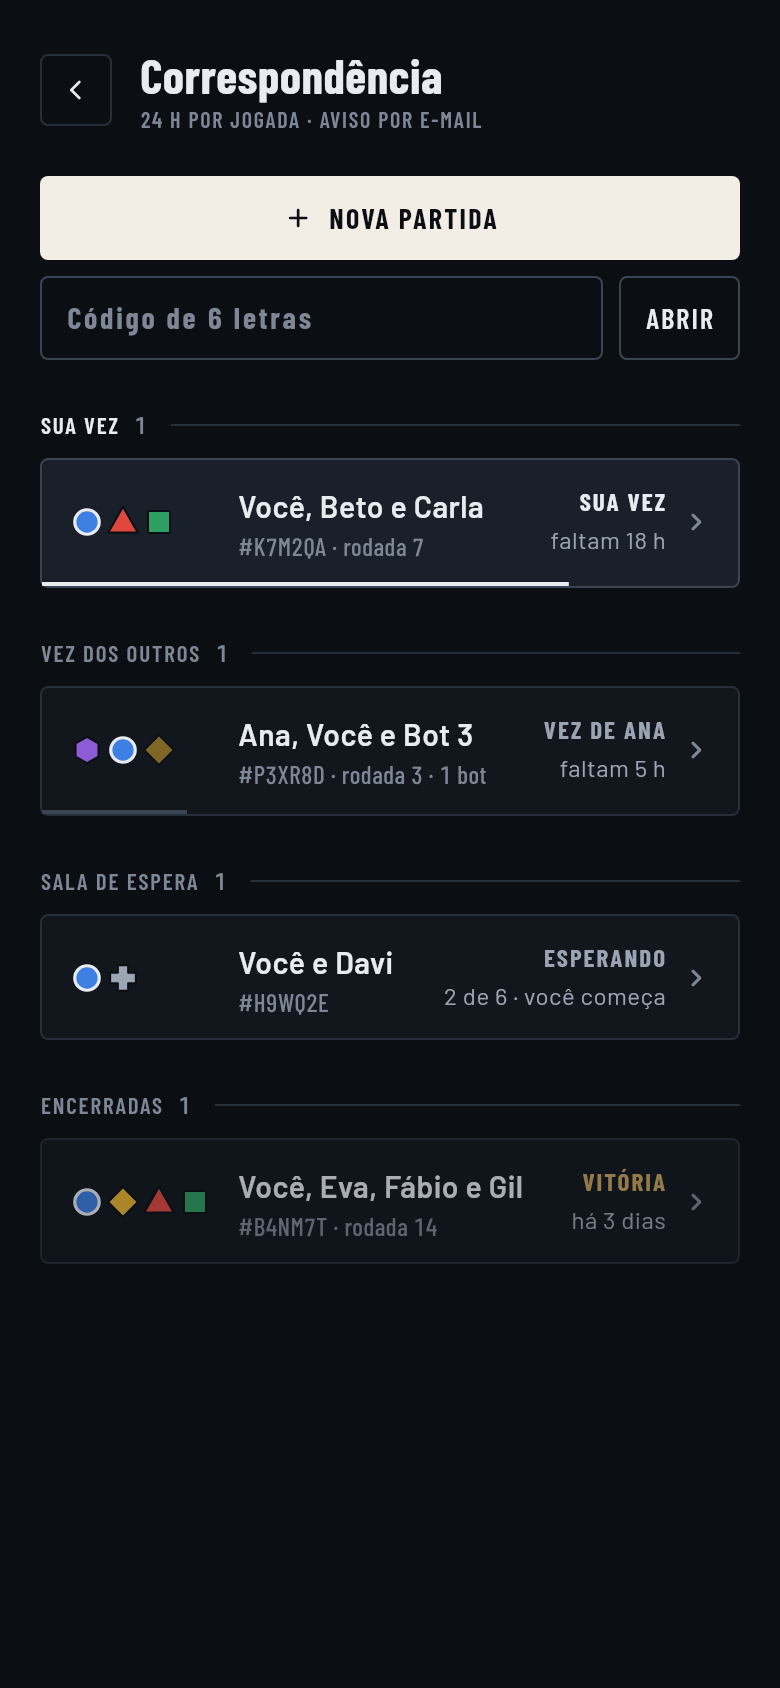 Correspondência
24 H POR JOGADA · AVISO POR E-MAIL
+ NOVA PARTIDA
Código de 6 letras
ABRIR
SUA VEZ 1
Você, Beto e Carla
#K7M2QA · rodada 7
SUA VEZ
faltam 18 h
VEZ DOS OUTROS 1
Ana, Você e Bot 3
#P3XR8D · rodada 3 · 1 bot
VEZ DE ANA
faltam 5 h
SALA DE ESPERA 1
Você e Davi
#H9WQ2E
ESPERANDO
2 de 6 · você começa
ENCERRADAS 1
Você, Eva, Fábio e Gil
#B4NM7T · rodada 14
VITÓRIA
há 3 dias